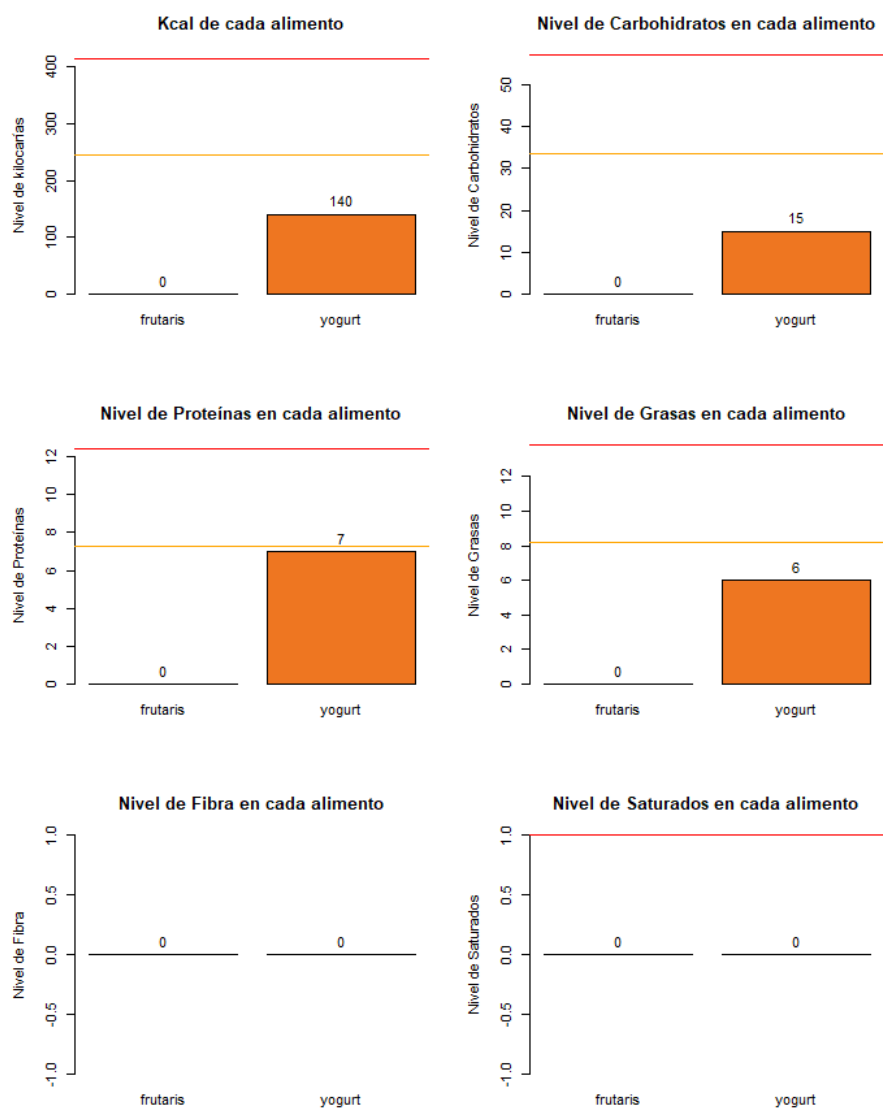 Kcal de cada alimento
Nivel de kilocarías
400
300
200
100
0
0
140
frutaris
yogurt
Nivel de Carbohidratos en cada alimento
Nivel de Carbohidratos
50
40
30
20
10
0
0
15
frutaris
yogurt
Nivel de Proteínas en cada alimento
Nivel de Proteínas
12
10
8
6
4
2
0
0
7
frutaris
yogurt
Nivel de Grasas en cada alimento
Nivel de Grasas
12
10
8
6
4
2
0
0
6
frutaris
yogurt
Nivel de Fibra en cada alimento
Nivel de Fibra
1.0
0.5
0.0
-0.5
-1.0
0
0
frutaris
yogurt
Nivel de Saturados en cada alimento
Nivel de Saturados
1.0
0.5
0.0
-0.5
-1.0
0
0
frutaris
yogurt